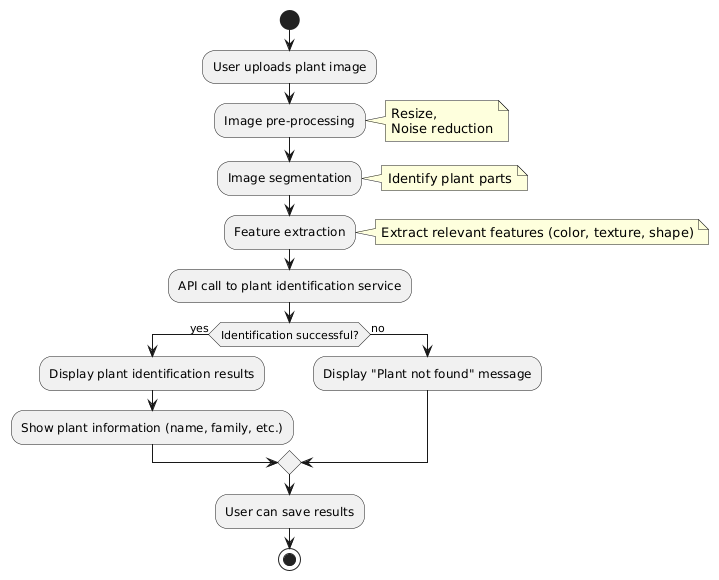 User uploads plant image
Image pre-processing
Resize,
Noise reduction
Image segmentation
Identify plant parts
Feature extraction
Extract relevant features (color, texture, shape)
API call to plant identification service
yes
Identification successful?
no
Display plant identification results
Display "Plant not found" message
Show plant information (name, family, etc.)
User can save results